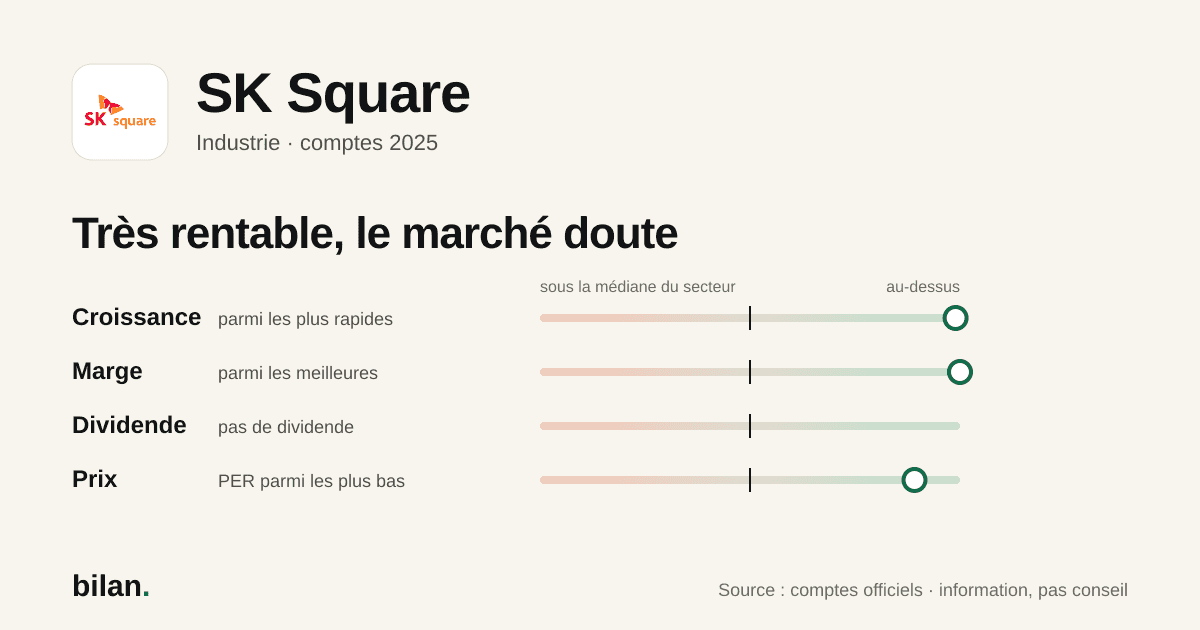 SK square
SK Square
Industrie · comptes 2025
Très rentable, le marché doute
sous la médiane du secteur au-dessus
Croissance parmi les plus rapides
Marge parmi les meilleures
Dividende pas de dividende
Prix PER parmi les plus bas
bilan.
Source : comptes officiels · information, pas conseil